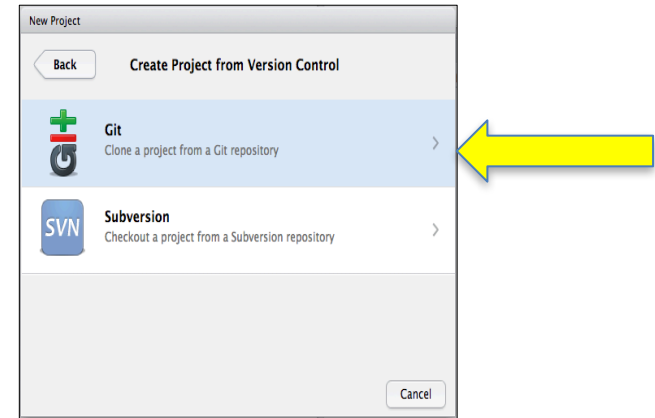 New Project
Back
Create Project from Version Control
Git
Clone a project from a Git repository
SVN
Subversion
Checkout a project from a Subversion repository
Cancel